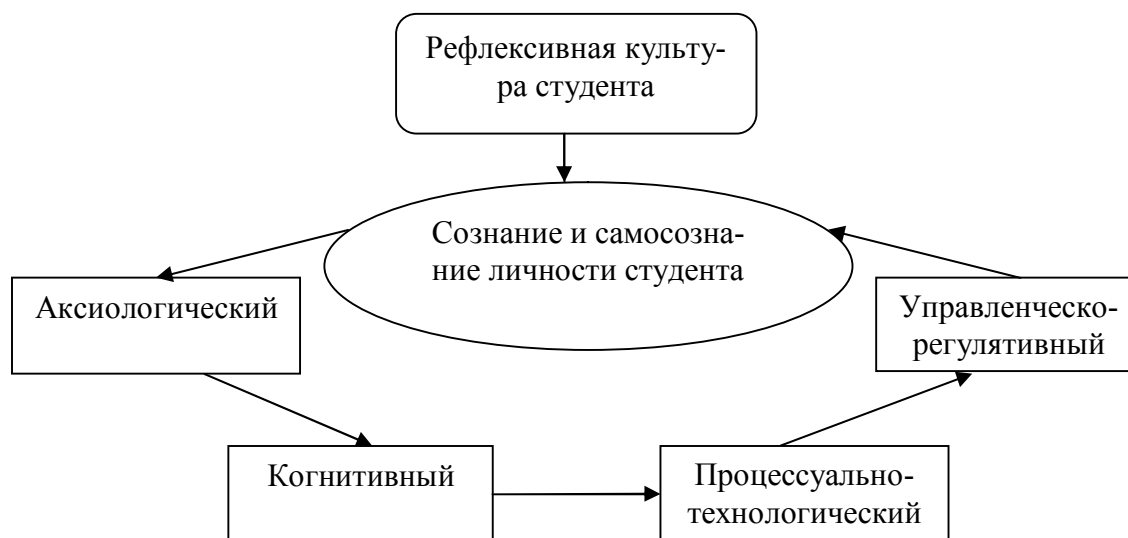 Рефлексивная культу-
ра студента
Сознание и самосозна-
ние личности студента
Аксиологический
Управленческо-
регулятивный
Когнитивный
Процессуально-
технологический